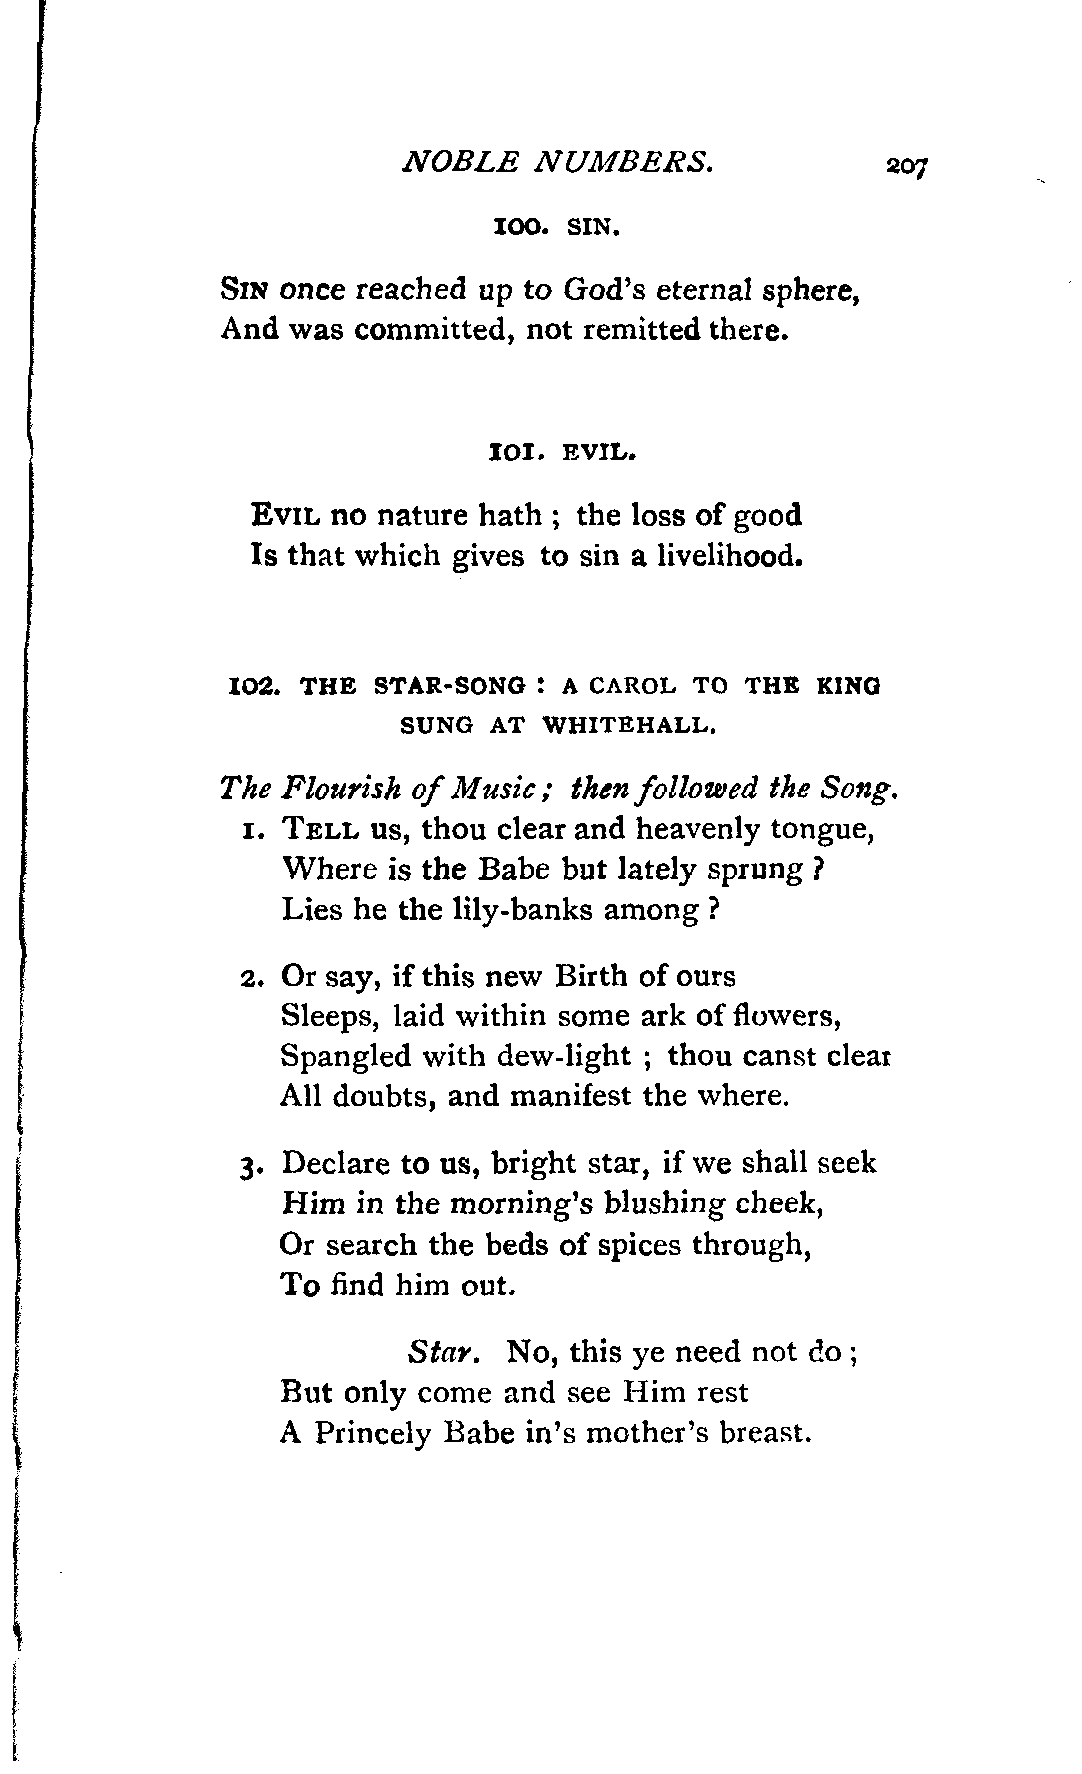 NOBLE NUMBERS. 207
100. SIN.
SIN once reached up to God's eternal sphere,
And was committed, not remitted there.
101. EVIL.
EVIL no nature hath ; the loss of good
Is that which gives to sin a livelihood.
102. THE STAR-SONG : A CAROL TO THE KING
SUNG AT WHITEHALL.
The Flourish of Music ; then followed the Song.
1. TELL us, thou clear and heavenly tongue,
Where is the Babe but lately sprung ?
Lies he the lily-banks among ?
2. Or say, if this new Birth of ours
Sleeps, laid within some ark of flowers,
Spangled with dew-light ; thou canst clear
All doubts, and manifest the where.
3. Declare to us, bright star, if we shall seek
Him in the morning's blushing cheek,
Or search the beds of spices through,
To find him out.
Star. No, this ye need not do ;
But only come and see Him rest
A Princely Babe in's mother's breast.